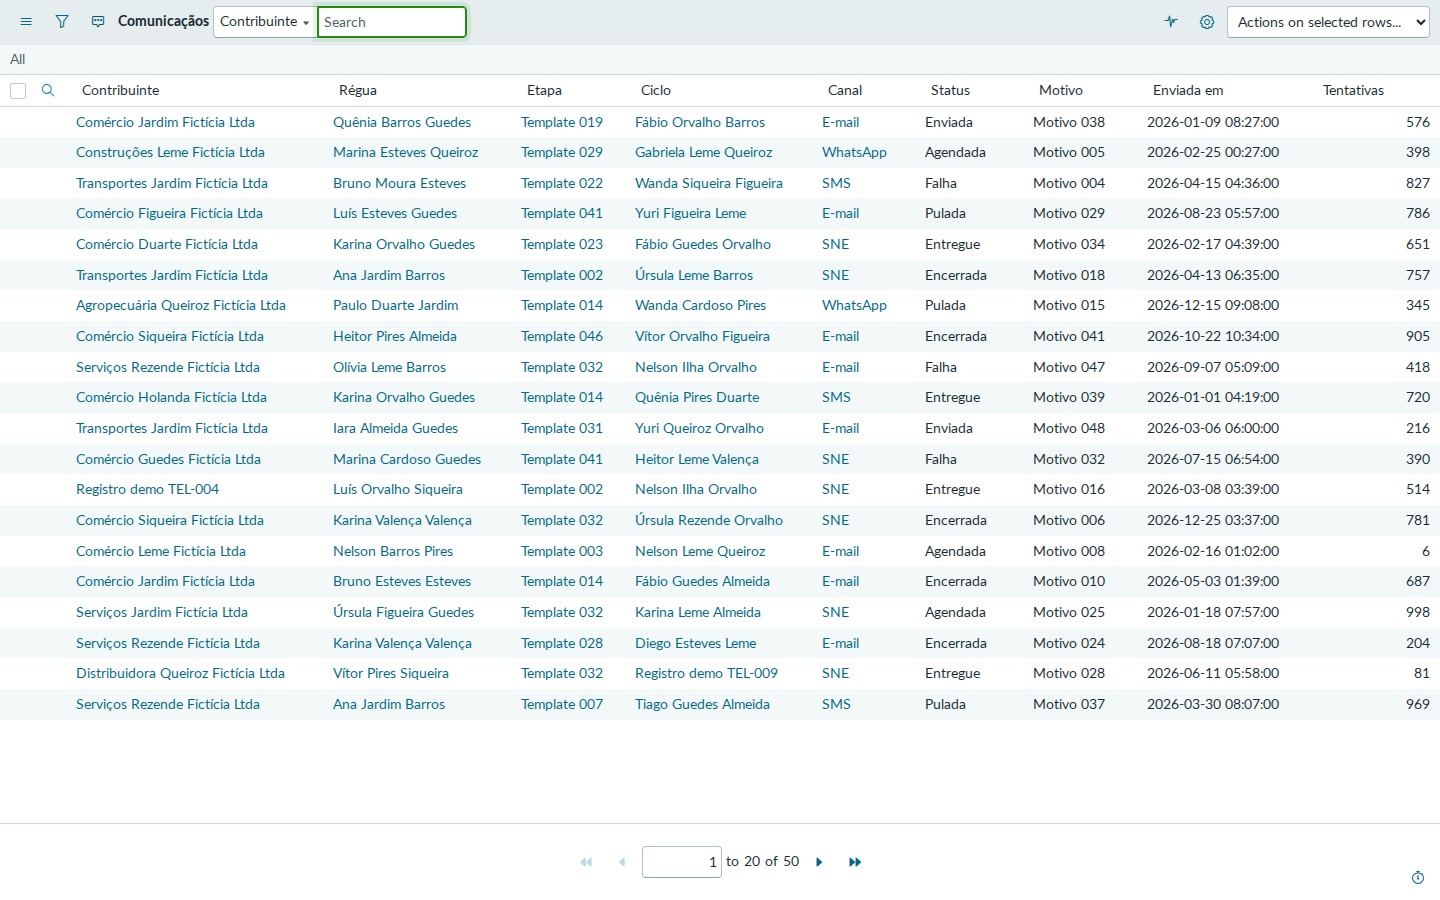 Comunicaçãos Contribuinte Search Actions on selected rows...
All
Contribuinte Régua Etapa Ciclo Canal Status Motivo Enviada em Tentativas
Comércio Jardim Fictícia Ltda Quênia Barros Guedes Template 019 Fábio Orvalho Barros E-mail Enviada Motivo 038 2026-01-09 08:27:00 576
Construções Leme Fictícia Ltda Marina Esteves Queiroz Template 029 Gabriela Leme Queiroz WhatsApp Agendada Motivo 005 2026-02-25 00:27:00 398
Transportes Jardim Fictícia Ltda Bruno Moura Esteves Template 022 Wanda Siqueira Figueira SMS Falha Motivo 004 2026-04-15 04:36:00 827
Comércio Figueira Fictícia Ltda Luís Esteves Guedes Template 041 Yuri Figueira Leme E-mail Pulada Motivo 029 2026-08-23 05:57:00 786
Comércio Duarte Fictícia Ltda Karina Orvalho Guedes Template 023 Fábio Guedes Orvalho SNE Entregue Motivo 034 2026-02-17 04:39:00 651
Transportes Jardim Fictícia Ltda Ana Jardim Barros Template 002 Úrsula Leme Barros SNE Encerrada Motivo 018 2026-04-13 06:35:00 757
Agropecuária Queiroz Fictícia Ltda Paulo Duarte Jardim Template 014 Wanda Cardoso Pires WhatsApp Pulada Motivo 015 2026-12-15 09:08:00 345
Comércio Siqueira Fictícia Ltda Heitor Pires Almeida Template 046 Vítor Orvalho Figueira E-mail Encerrada Motivo 041 2026-10-22 10:34:00 905
Serviços Rezende Fictícia Ltda Olívia Leme Barros Template 032 Nelson Ilha Orvalho E-mail Falha Motivo 047 2026-09-07 05:09:00 418
Comércio Holanda Fictícia Ltda Karina Orvalho Guedes Template 014 Quênia Pires Duarte SMS Entregue Motivo 039 2026-01-01 04:19:00 720
Transportes Jardim Fictícia Ltda Iara Almeida Guedes Template 031 Yuri Queiroz Orvalho E-mail Enviada Motivo 048 2026-03-06 06:00:00 216
Comércio Guedes Fictícia Ltda Marina Cardoso Guedes Template 041 Heitor Leme Valença SNE Falha Motivo 032 2026-07-15 06:54:00 390
Registro demo TEL-004 Luís Orvalho Siqueira Template 002 Nelson Ilha Orvalho SNE Entregue Motivo 016 2026-03-08 03:39:00 514
Comércio Siqueira Fictícia Ltda Karina Valença Valença Template 032 Úrsula Rezende Orvalho SNE Encerrada Motivo 006 2026-12-25 03:37:00 781
Comércio Leme Fictícia Ltda Nelson Barros Pires Template 003 Nelson Leme Queiroz E-mail Agendada Motivo 008 2026-02-16 01:02:00 6
Comércio Jardim Fictícia Ltda Bruno Esteves Esteves Template 014 Fábio Guedes Almeida E-mail Encerrada Motivo 010 2026-05-03 01:39:00 687
Serviços Jardim Fictícia Ltda Úrsula Figueira Guedes Template 032 Karina Leme Almeida SNE Agendada Motivo 025 2026-01-18 07:57:00 998
Serviços Rezende Fictícia Ltda Karina Valença Valença Template 028 Diego Esteves Leme E-mail Encerrada Motivo 024 2026-08-18 07:07:00 204
Distribuidora Queiroz Fictícia Ltda Vítor Pires Siqueira Template 032 Registro demo TEL-009 SNE Entregue Motivo 028 2026-06-11 05:58:00 81
Serviços Rezende Fictícia Ltda Ana Jardim Barros Template 007 Tiago Guedes Almeida SMS Pulada Motivo 037 2026-03-30 08:07:00 969
1 to 20 of 50